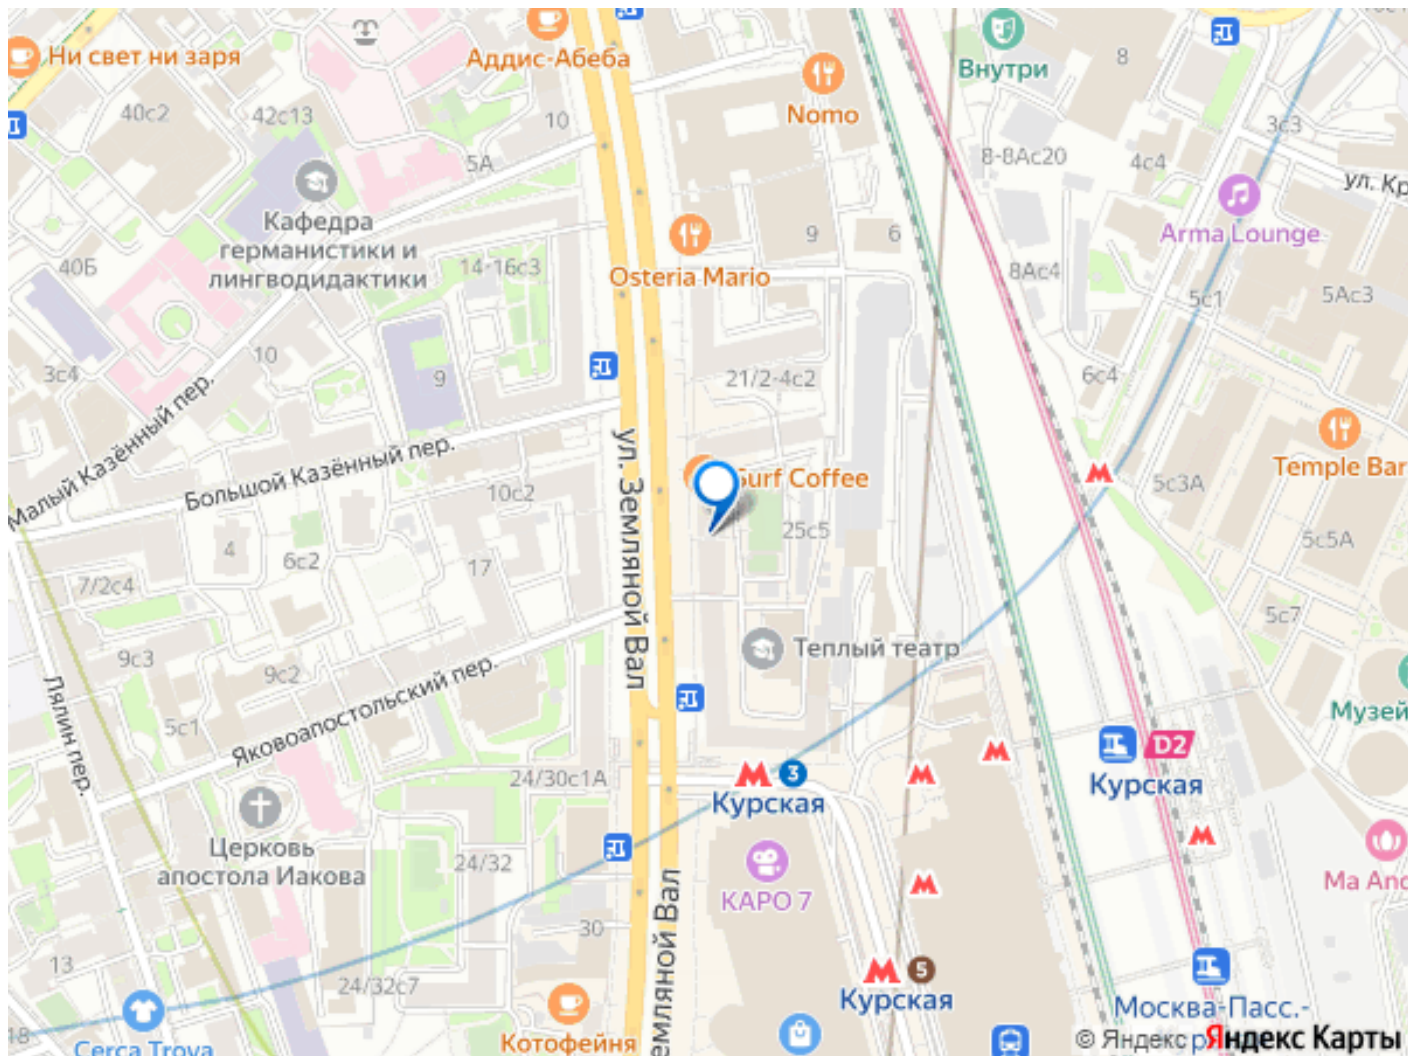 Ни свет ни заря
Аддис-Абеба
Внутри
8
40с2
42с13
10
Nomo
3с3
5А
8-8Ас20
4с4
ул. Кр
Кафедра
германистики и
лингводидактики
9
6
Arma Lounge
40Б
14-16с3
Osteria Mario
8Ас4
5с1
5Ас3
10
3с4
9
21/2-4с2
6с4
Малый Казённый пер.
Большой Казённый пер.
ул. Земляной Вал
Surf Coffee
Temple Bar
10с2
5с3А
4
6с2
25с5
5с5А
17
7/2с4
5с7
9с3
9с2
Теплый театр
Лялин пер.
5с1
Яковоапостольский пер.
Музей
D2
24/30с1А
3
Курская
Курская
Церковь
апостола Иакова
24/32
КАРО 7
Ma And
Земляной Вал
30
13
24/32с7
5
Курская
Москва-Пасс.-
18
Cerca Trova
Котофейня
© Яндекс
Яндекс Карты